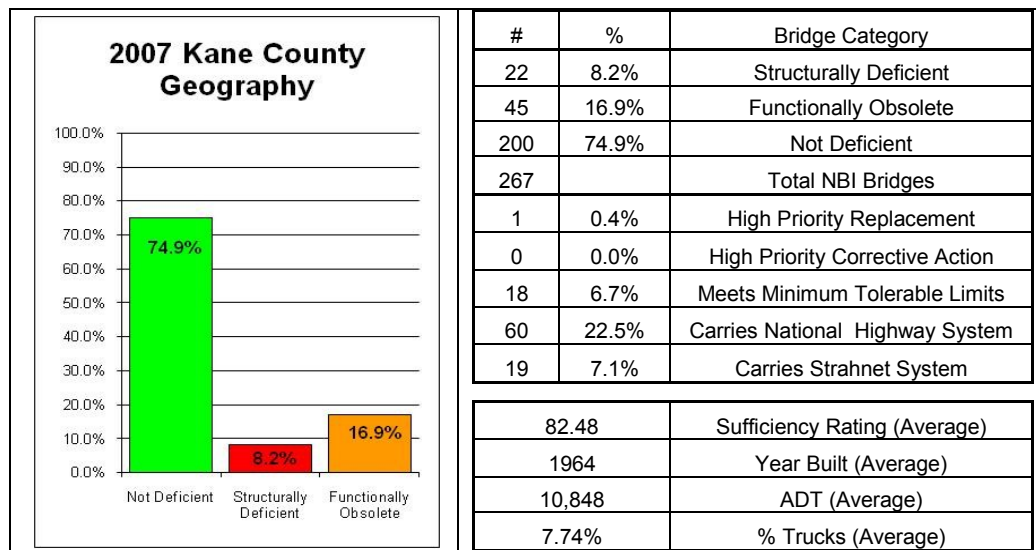 2007 Kane County
Geography
100.0%
90.0%
80.0%
70.0%
60.0%
50.0%
40.0%
30.0%
20.0%
10.0%
0.0%
74.9%
8.2%
16.9%
Not Deficient
Structurally
Deficient
Functionally
Obsolete
# % Bridge Category
22 8.2% Structurally Deficient
45 16.9% Functionally Obsolete
200 74.9% Not Deficient
267 Total NBI Bridges
1 0.4% High Priority Replacement
0 0.0% High Priority Corrective Action
18 6.7% Meets Minimum Tolerable Limits
60 22.5% Carries National Highway System
19 7.1% Carries Strahnet System
82.48 Sufficiency Rating (Average)
1964 Year Built (Average)
10,848 ADT (Average)
7.74% % Trucks (Average)